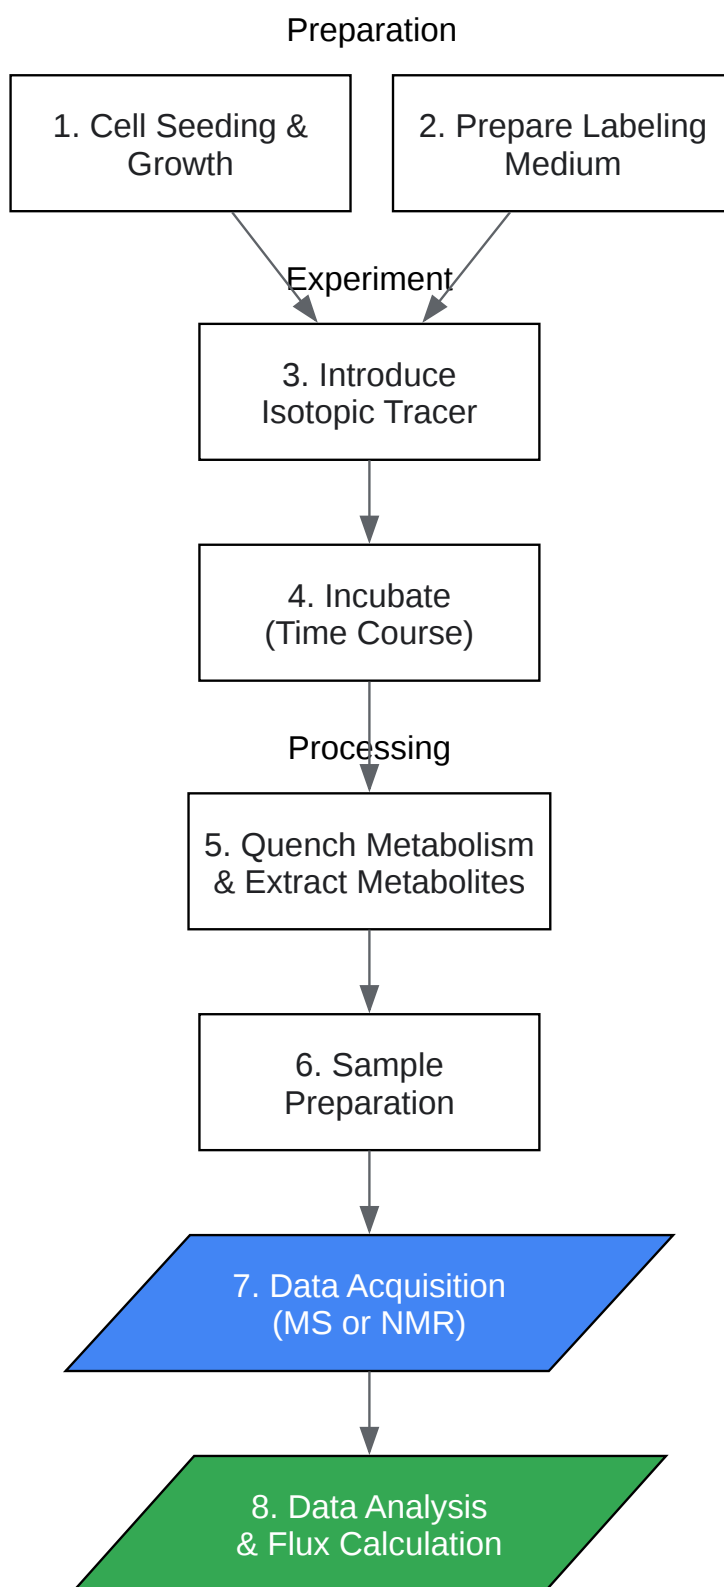 Preparation
1. Cell Seeding &
Growth
2. Prepare Labeling
Medium
Experiment
3. Introduce
Isotopic Tracer
4. Incubate
(Time Course)
Processing
5. Quench Metabolism
& Extract Metabolites
6. Sample
Preparation
7. Data Acquisition
(MS or NMR)
8. Data Analysis
& Flux Calculation